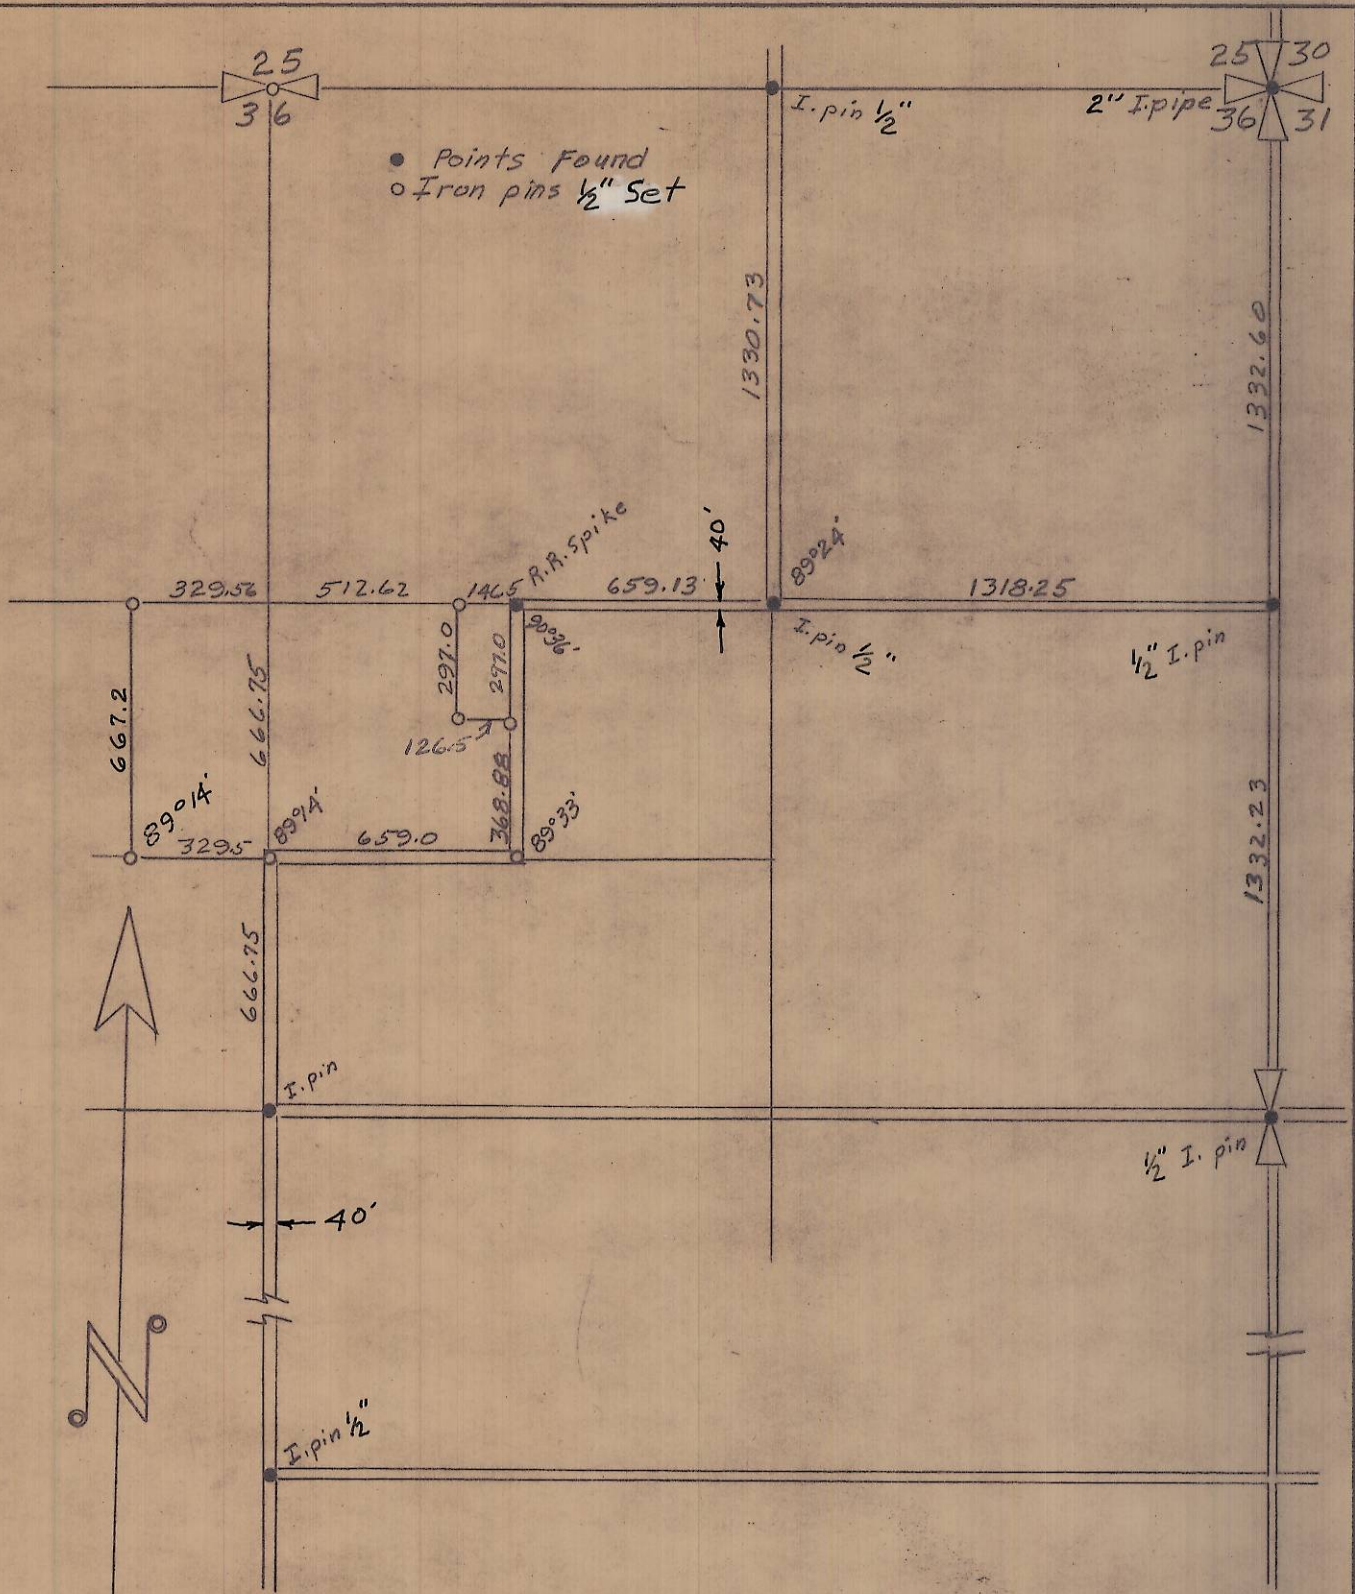 25
36
I. pin 1/2"
2" I. pipe
25 30
36 31
● Points Found
○ Iron pins 1/2" Set
1330.73
1332.60
R.R. Spike
40'
89°24'
329.56
512.62
146.5
659.13
1318.25
90°36'
I. pin 1/2"
1/2" I. pin
297.0
297.0
667.2
666.75
126.5
368.88
89°14'
89°14'
89°33'
329.5
659.0
1332.23
666.75
I. pin
1/2" I. pin
40'
N
I. pin 1/2"